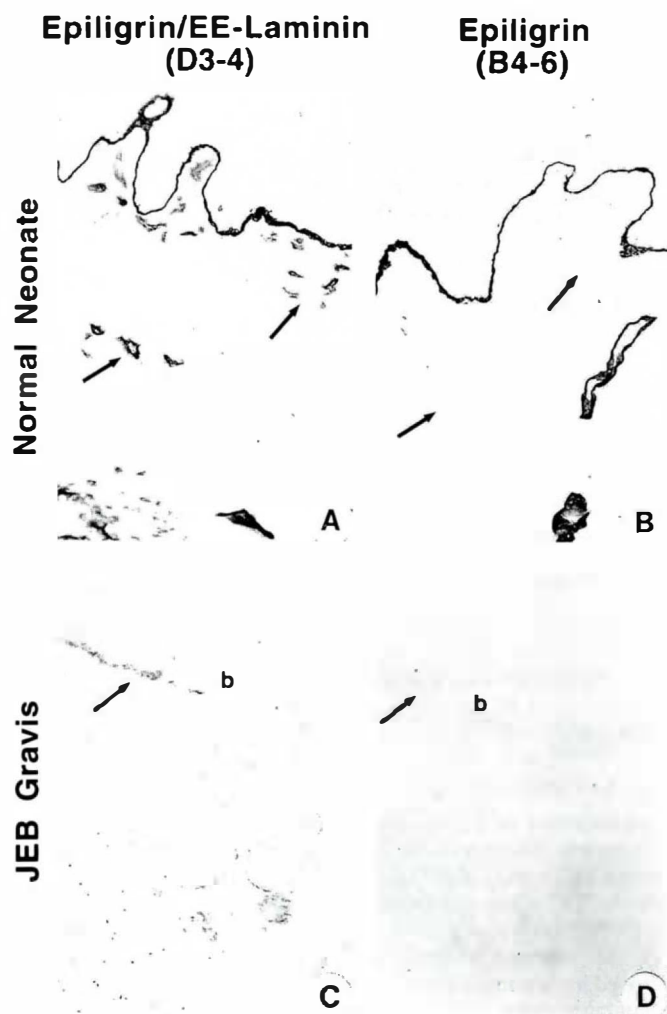 Epiligrin/EE-Laminin
(D3-4)
Epiligrin
(B4-6)
Normal Neonate
A
B
JEB Gravis
b
b
C
D